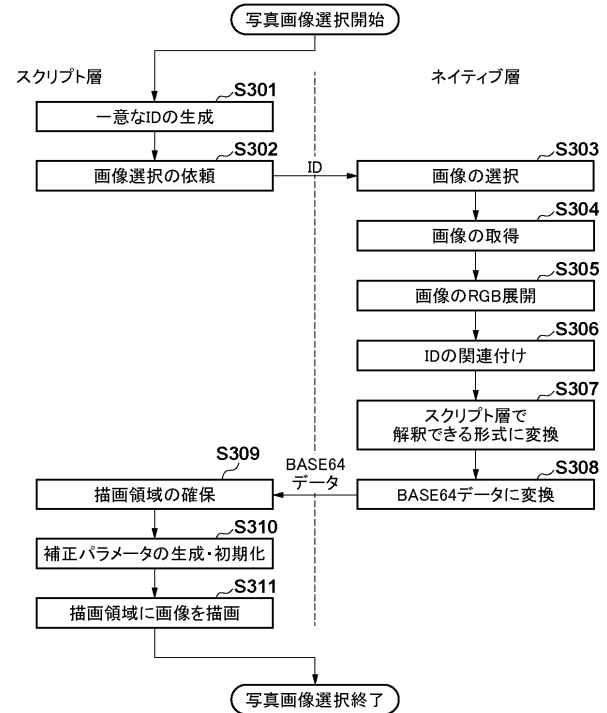 写真画像選択開始
スクリプト層
ネイティブ層
S301
一意なIDの生成
S302
画像選択の依頼
ID
S303
画像の選択
S304
画像の取得
S305
画像のRGB展開
S306
IDの関連付け
S307
スクリプト層で
解釈できる形式に変換
S308
BASE64データに変換
BASE64
データ
S309
描画領域の確保
S310
補正パラメータの生成・初期化
S311
描画領域に画像を描画
写真画像選択終了